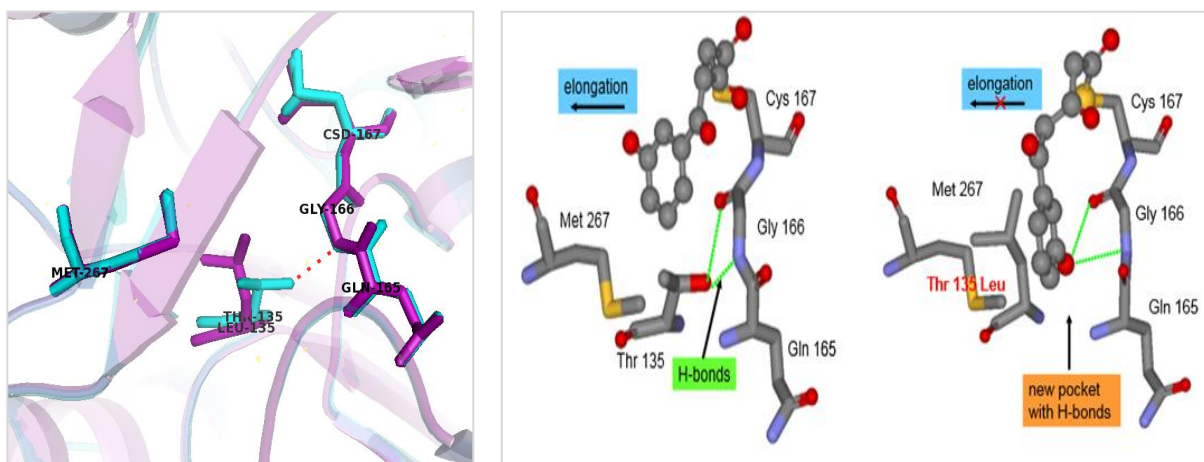 CSD-167
GLY-166
MET-267
GLN-165
THR-135
LEU-135
elongation
Cys 167
Met 267
Gly 166
Thr 135
Gln 165
H-bonds
elongation
Cys 167
Met 267
Gly 166
Thr 135 Leu
Gln 165
new pocket
with H-bonds